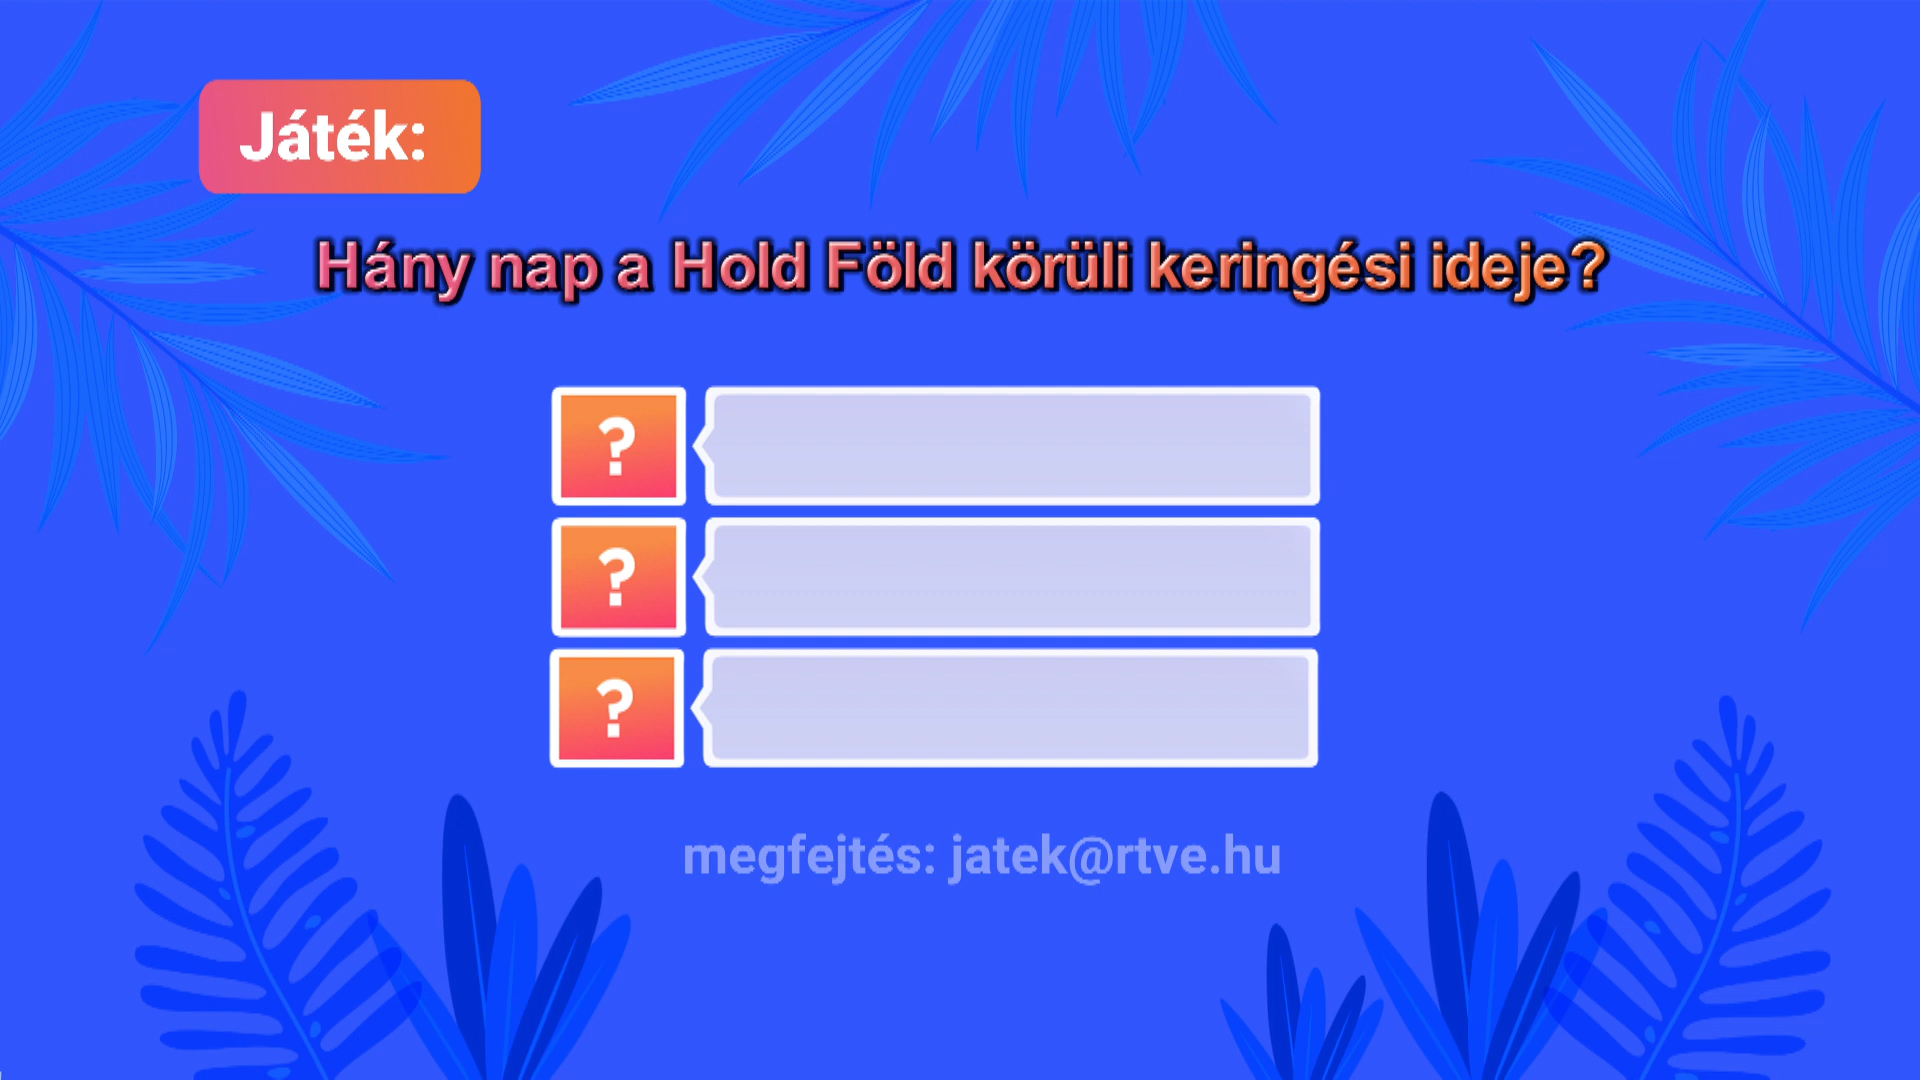 Játék:
Hány nap a Hold Föld körüli keringési ideje?
?
?
?
megfejtés: jatek@rtve.hu